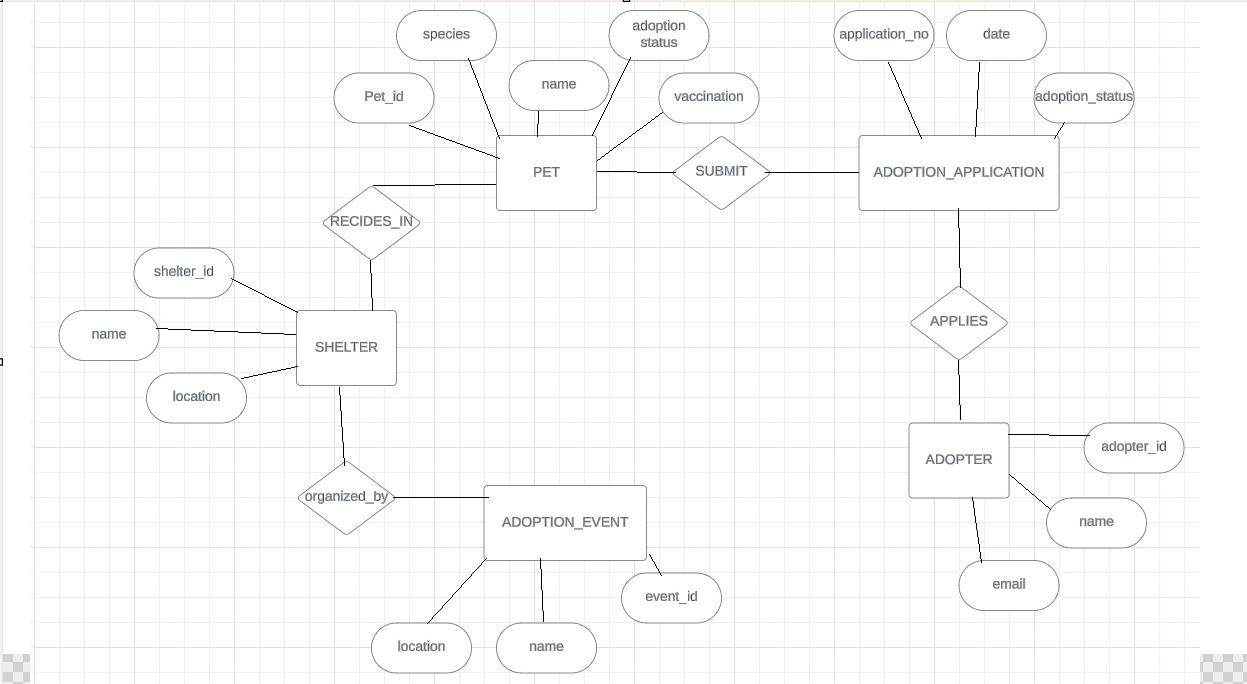 species
adoption
status
application_no
date
Pet_id
name
vaccination
adoption_status
PET
SUBMIT
ADOPTION_APPLICATION
RECIDES_IN
shelter_id
name
SHELTER
location
APPLIES
ADOPTER
adopter_id
organized_by
ADOPTION_EVENT
name
email
event_id
location
name